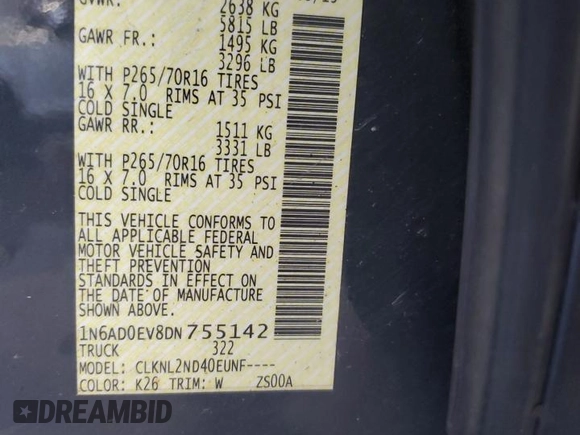 GVWR: 2638 KG
5815 LB
GAWR FR.: 1495 KG
3296 LB
WITH P265/70R16 TIRES
16 X 7.0 RIMS AT 35 PSI
COLD SINGLE
GAWR RR.: 1511 KG
3331 LB
WITH P265/70R16 TIRES
16 X 7.0 RIMS AT 35 PSI
COLD SINGLE
THIS VEHICLE CONFORMS TO
ALL APPLICABLE FEDERAL
MOTOR VEHICLE SAFETY AND
THEFT PREVENTION
STANDARDS IN EFFECT ON
THE DATE OF MANUFACTURE
SHOWN ABOVE.
1N6AD0EV8DN755142
TRUCK 322
MODEL: CLKNL2ND40EUNF----
COLOR: K26 TRIM: W ZS00A
DREAMBID